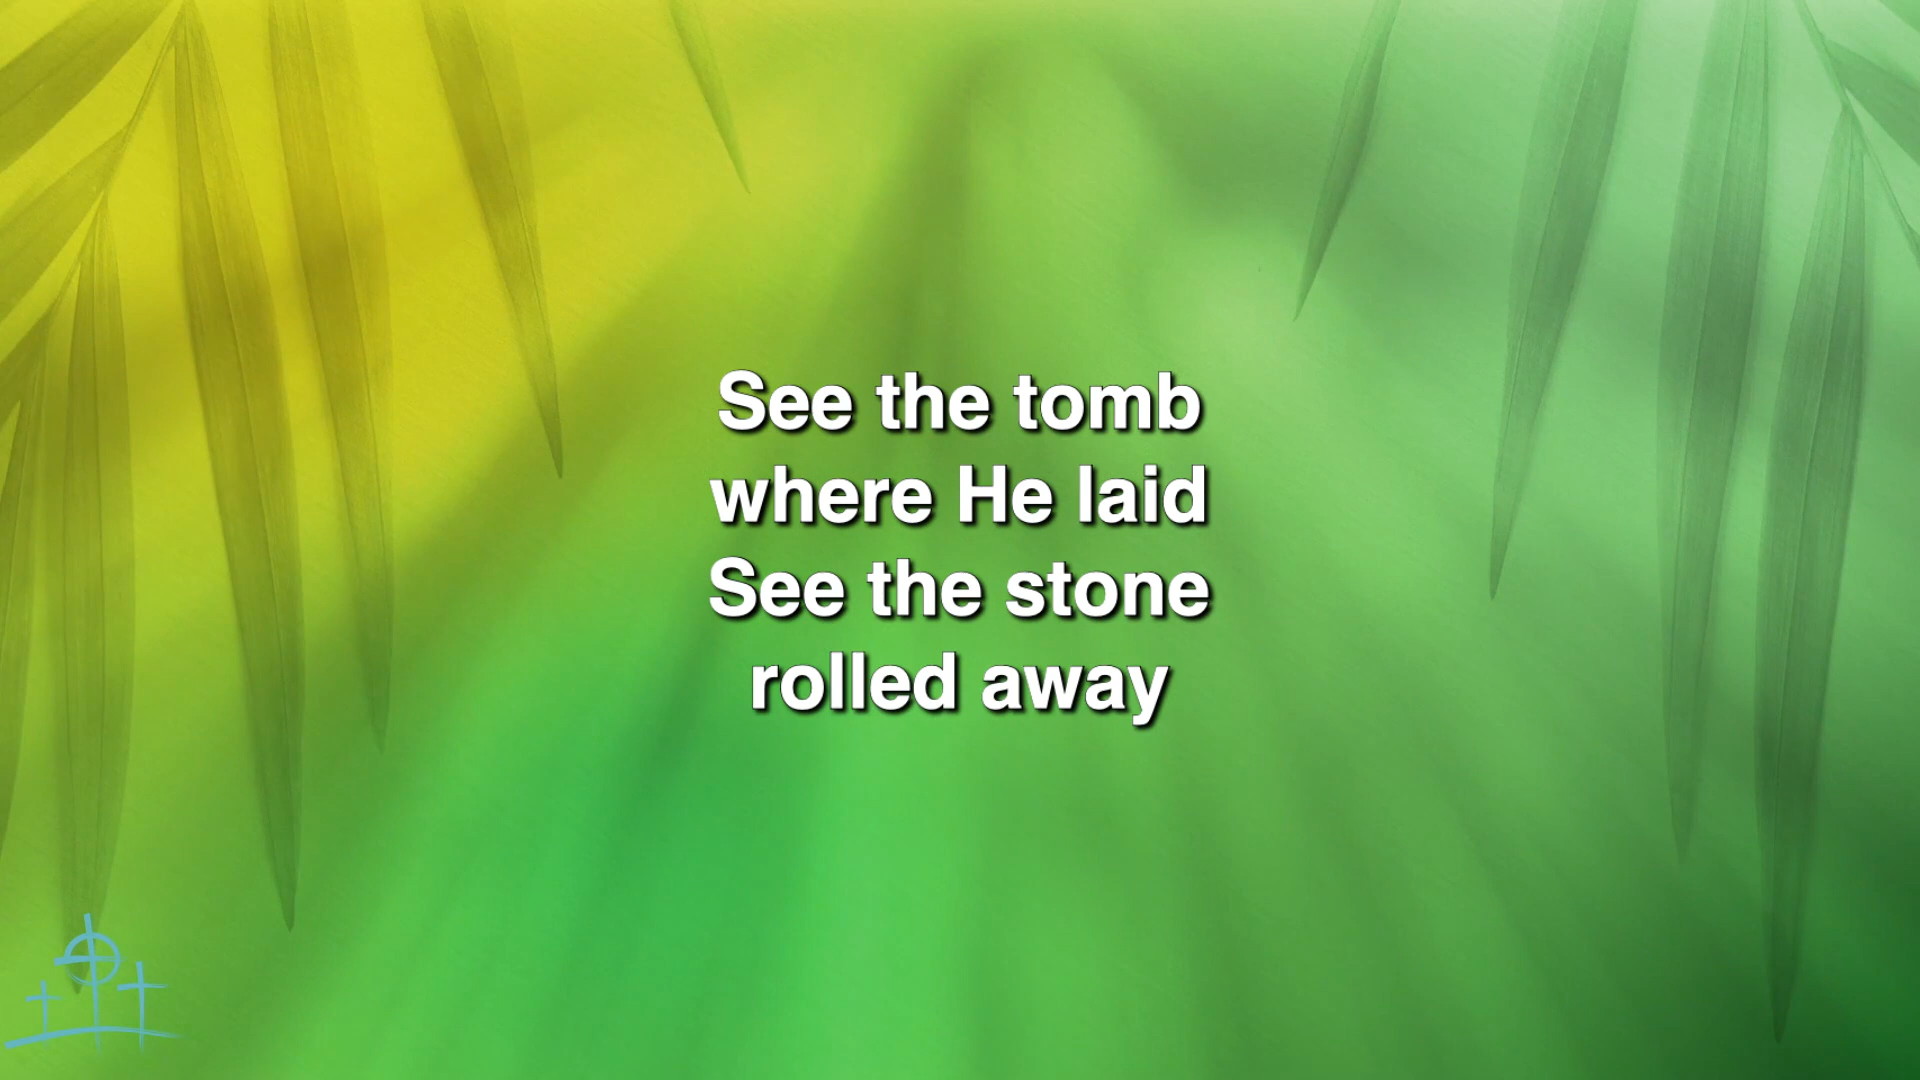 See the tomb
where He laid
See the stone
rolled away